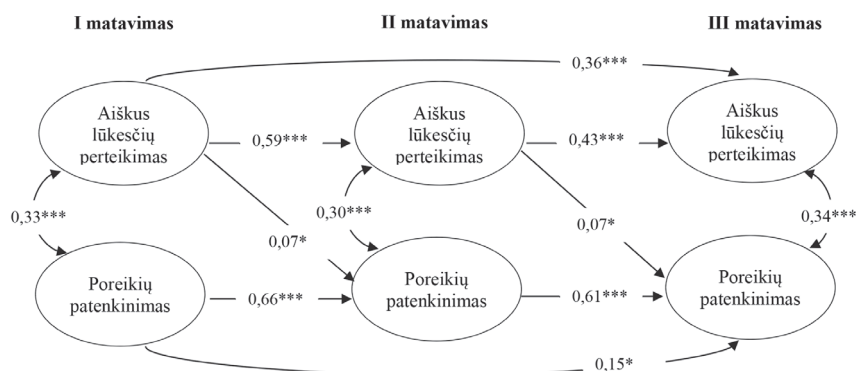 I matavimas
II matavimas
III matavimas
0,36***
Aiškus
lūkesčių
perteikimas
0,59***
Aiškus
lūkesčių
perteikimas
0,43***
Aiškus
lūkesčių
perteikimas
0,33***
0,07*
0,30***
0,07*
0,34***
Poreikių
patenkinimas
0,66***
Poreikių
patenkinimas
0,61***
Poreikių
patenkinimas
0,15*